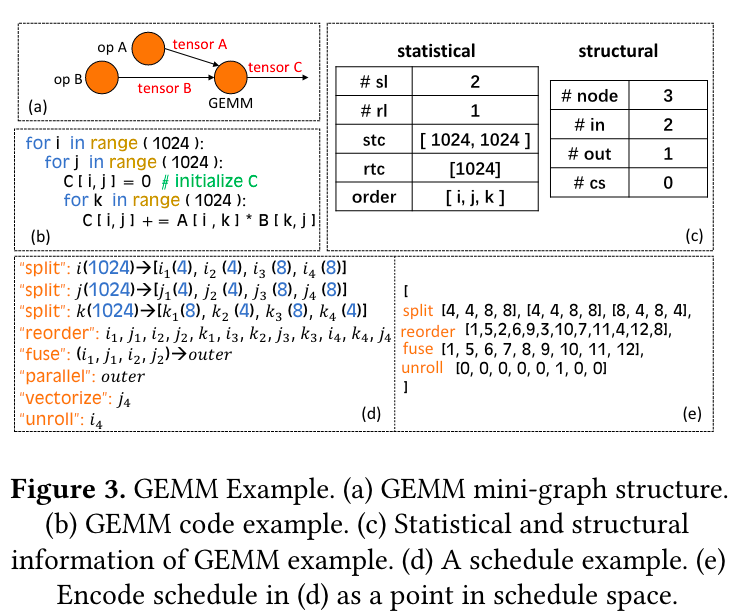 op A
tensor A
op B
tensor B
GEMM
tensor C
(a)
for i in range ( 1024 ):
for j in range ( 1024 ):
C [ i, j ] = 0 # initialize C
for k in range ( 1024 ):
C [ i, j ] += A [ i , k ] * B [ k, j ]
(b)
statistical
# sl 2
# rl 1
stc [ 1024, 1024 ]
rtc [1024]
order [ i, j, k ]
structural
# node 3
# in 2
# out 1
# cs 0
(c)
“split”: i(1024)→[i₁(4), i₂ (4), i₃ (8), i₄ (8)]
“split”: j(1024)→[j₁(4), j₂ (4), j₃ (8), j₄ (8)]
“split”: k(1024)→[k₁(8), k₂ (4), k₃ (8), k₄ (4)]
“reorder”: i₁, j₁, i₂, j₂, k₁, i₃, k₂, j₃, k₃, i₄, k₄, j₄
“fuse”: (i₁, j₁, i₂, j₂)→outer
“parallel”: outer
“vectorize”: j₄
“unroll”: i₄
(d)
[
split [4, 4, 8, 8], [4, 4, 8, 8], [8, 4, 8, 4],
reorder [1,5,2,6,9,3,10,7,11,4,12,8],
fuse [1, 5, 6, 7, 8, 9, 10, 11, 12],
unroll [0, 0, 0, 0, 0, 1, 0, 0]
]
(e)
Figure 3. GEMM Example. (a) GEMM mini-graph structure.
(b) GEMM code example. (c) Statistical and structural
information of GEMM example. (d) A schedule example. (e)
Encode schedule in (d) as a point in schedule space.